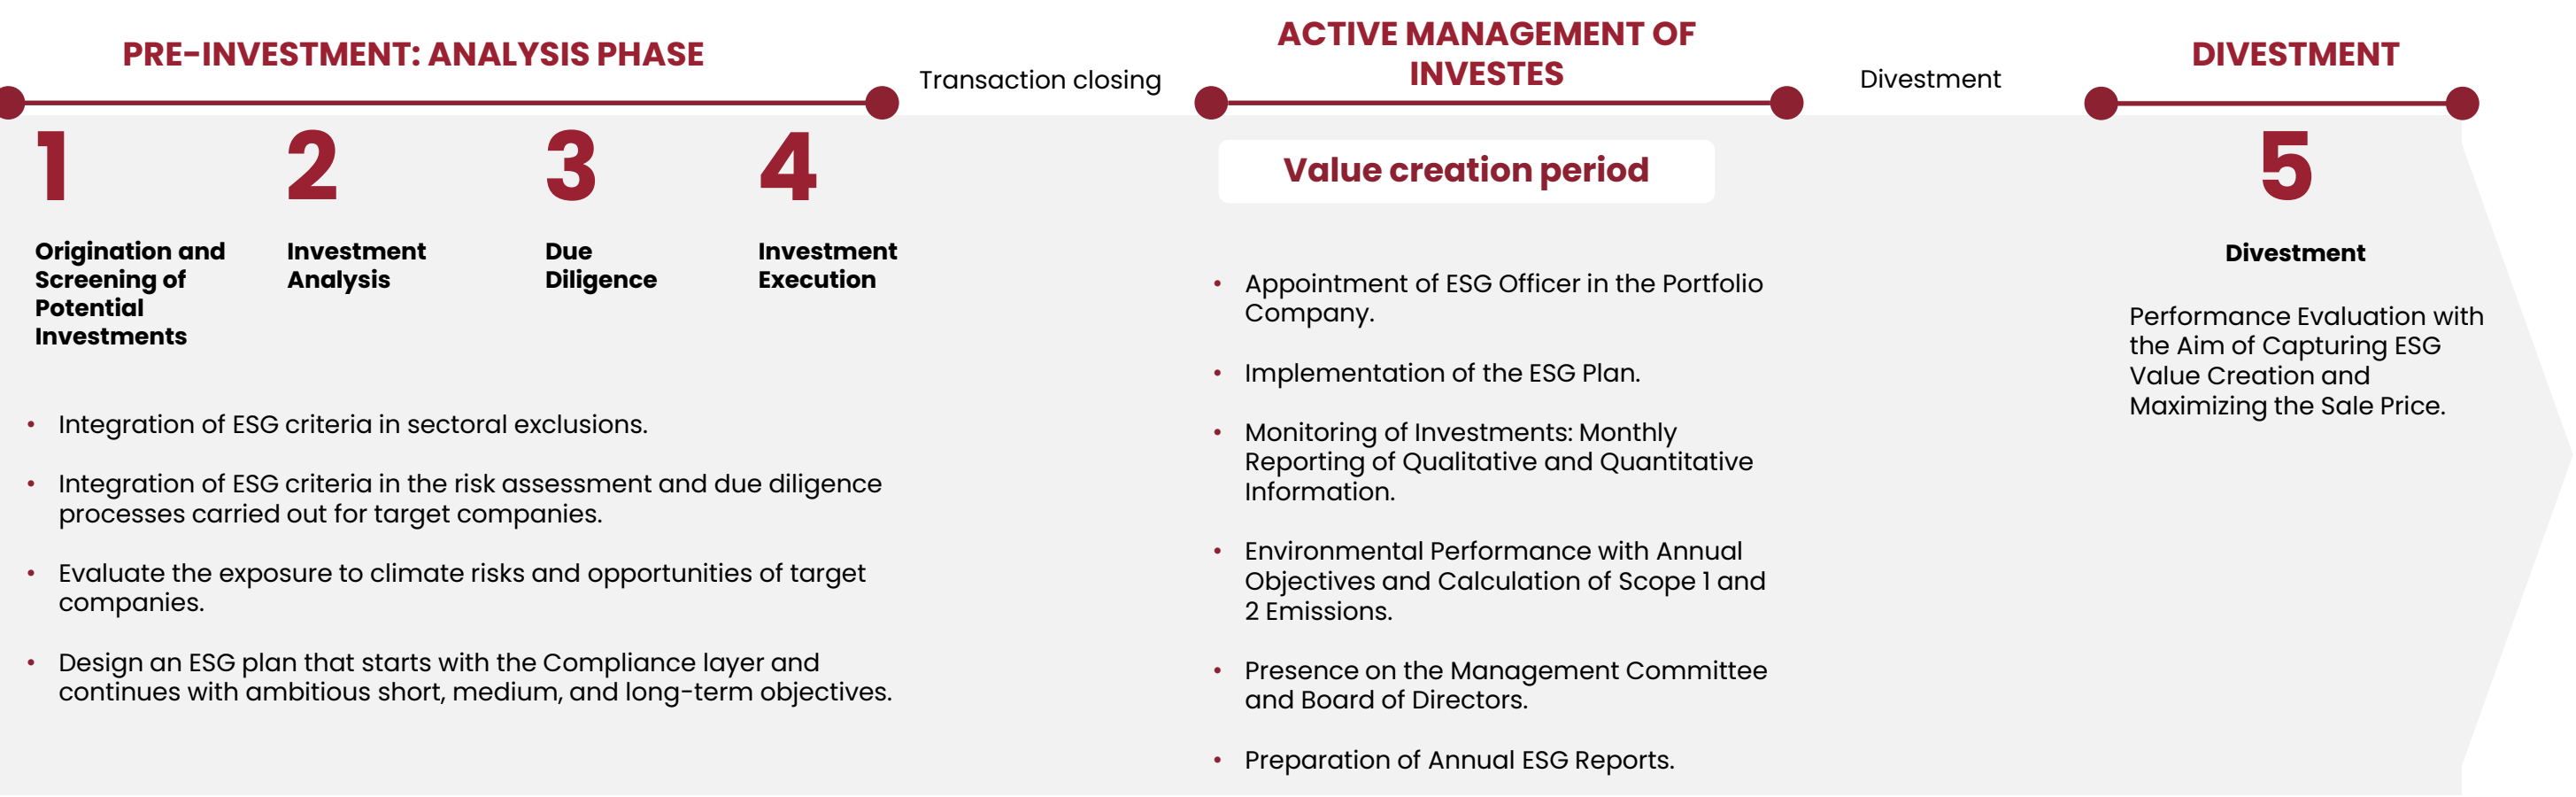 PRE-INVESTMENT: ANALYSIS PHASE
Transaction closing
ACTIVE MANAGEMENT OF
INVESTES
Divestment
DIVESTMENT
1
Origination and
Screening of
Potential
Investments
2
Investment
Analysis
3
Due
Diligence
4
Investment
Execution
• Integration of ESG criteria in sectoral exclusions.
• Integration of ESG criteria in the risk assessment and due diligence
processes carried out for target companies.
• Evaluate the exposure to climate risks and opportunities of target
companies.
• Design an ESG plan that starts with the Compliance layer and
continues with ambitious short, medium, and long-term objectives.
Value creation period
• Appointment of ESG Officer in the Portfolio
Company.
• Implementation of the ESG Plan.
• Monitoring of Investments: Monthly
Reporting of Qualitative and Quantitative
Information.
• Environmental Performance with Annual
Objectives and Calculation of Scope 1 and
2 Emissions.
• Presence on the Management Committee
and Board of Directors.
• Preparation of Annual ESG Reports.
5
Divestment
Performance Evaluation with
the Aim of Capturing ESG
Value Creation and
Maximizing the Sale Price.